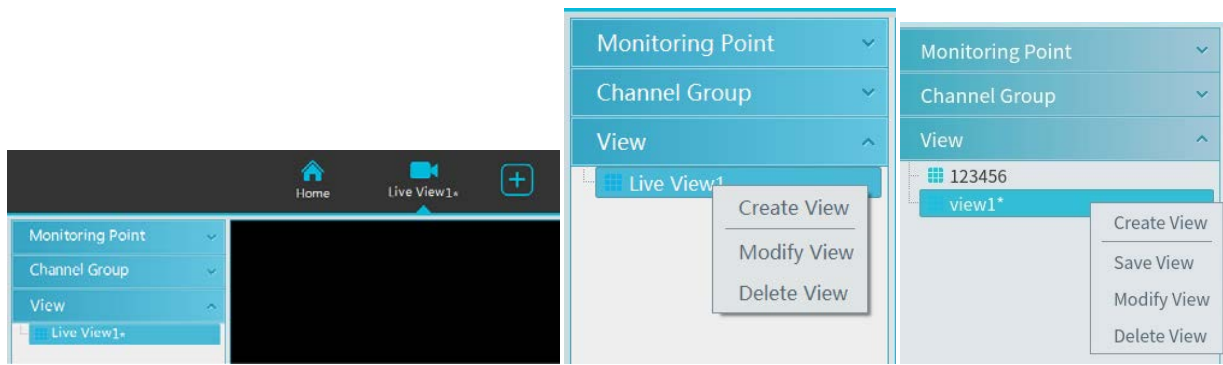 Home
Live View1*
Monitoring Point
Channel Group
View
Live View1*
Monitoring Point
Channel Group
View
Live View1
Create View
Modify View
Delete View
Monitoring Point
Channel Group
View
123456
view1*
Create View
Save View
Modify View
Delete View